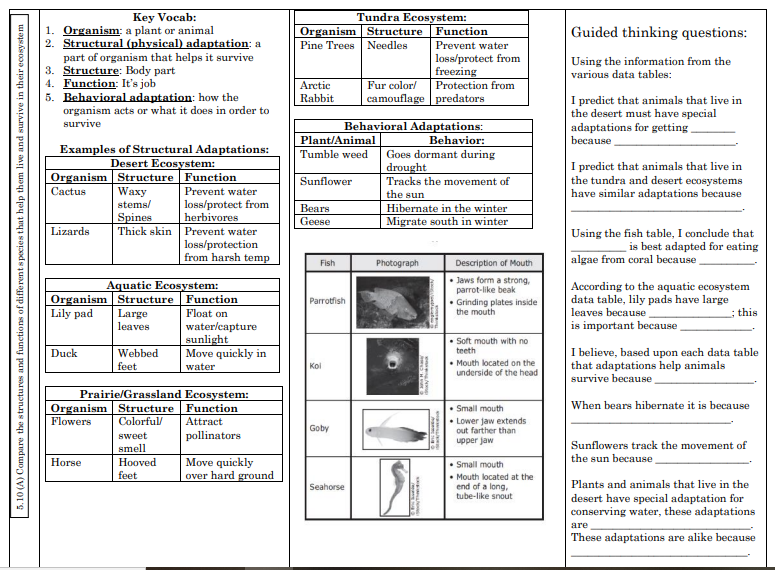 5.10 (A) Compare the structures and functions of different species that help them live and survive in their ecosystem
Key Vocab:
1. Organism: a plant or animal
2. Structural (physical) adaptation: a
part of organism that helps it survive
3. Structure: Body part
4. Function: It's job
5. Behavioral adaptation: how the
organism acts or what it does in order to
survive
Examples of Structural Adaptations:
Desert Ecosystem:
Organism Structure Function
Cactus Waxy stems/ Spines Prevent water loss/protect from herbivores
Lizards Thick skin Prevent water loss/protection from harsh temp
Aquatic Ecosystem:
Organism Structure Function
Lily pad Large leaves Float on water/capture sunlight
Duck Webbed feet Move quickly in water
Prairie/Grassland Ecosystem:
Organism Structure Function
Flowers Colorful/ sweet smell Attract pollinators
Horse Hooved feet Move quickly over hard ground
Tundra Ecosystem:
Organism Structure Function
Pine Trees Needles Prevent water loss/protect from freezing
Arctic Rabbit Fur color/ camouflage Protection from predators
Behavioral Adaptations:
Plant/Animal Behavior:
Tumble weed Goes dormant during drought
Sunflower Tracks the movement of the sun
Bears Hibernate in the winter
Geese Migrate south in winter
Fish Photograph Description of Mouth
Parrotfish
• Jaws form a strong,
parrot-like beak
• Grinding plates inside
the mouth
Koi
• Soft mouth with no
teeth
• Mouth located on the
underside of the head
Goby
• Small mouth
• Lower jaw extends
out farther than
upper jaw
Seahorse
• Small mouth
• Mouth located at the
end of a long,
tube-like snout
Guided thinking questions:
Using the information from the
various data tables:
I predict that animals that live in
the desert must have special
adaptations for getting ________
because ______________________.
I predict that animals that live in
the tundra and desert ecosystems
have similar adaptations because
_______________________________.
Using the fish table, I conclude that
__________ is best adapted for eating
algae from coral because __________.
According to the aquatic ecosystem
data table, lily pads have large
leaves because _______________; this
is important because _____________.
I believe, based upon each data table
that adaptations help animals
survive because __________________.
When bears hibernate it is because
_____________________________.
Sunflowers track the movement of
the sun because _________________.
Plants and animals that live in the
desert have special adaptation for
conserving water, these adaptations
are _____________________________.
These adaptations are alike because
________________________________.